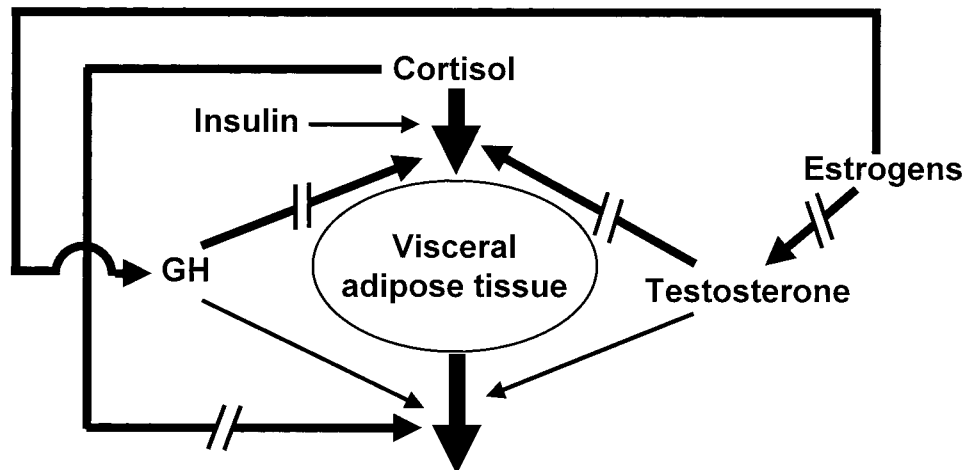 Cortisol
Insulin
Estrogens
Visceral
adipose tissue
GH
Testosterone